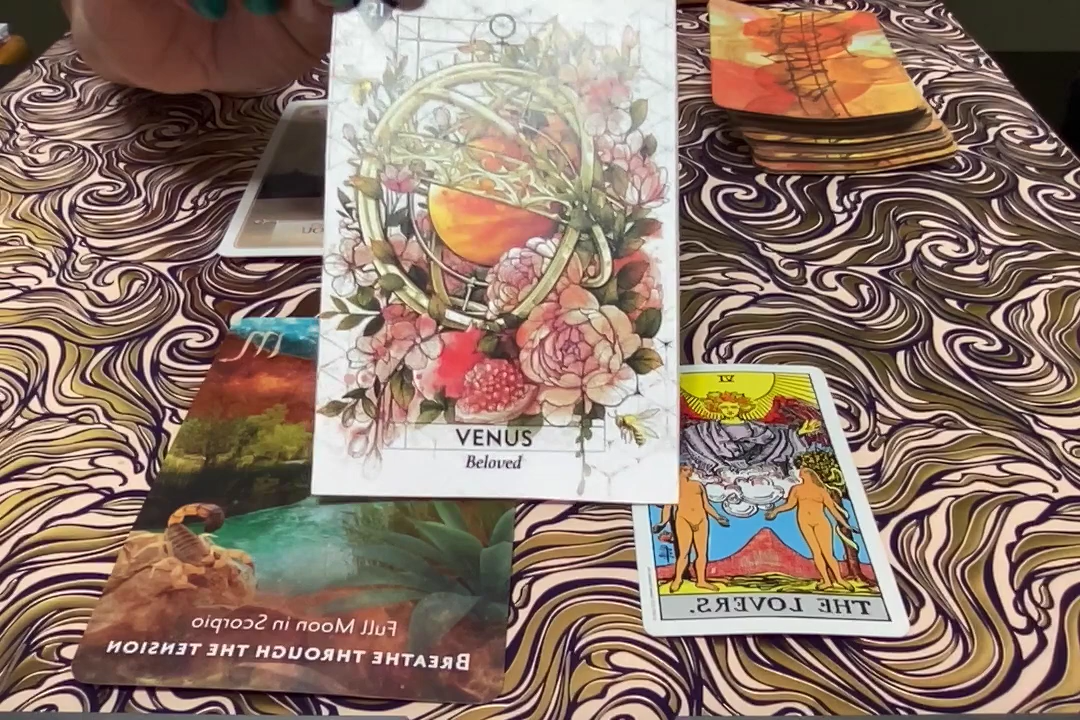 VENUS
Beloved
VI
THE LOVERS.
Full Moon in Scorpio
BREATHE THROUGH THE TENSION